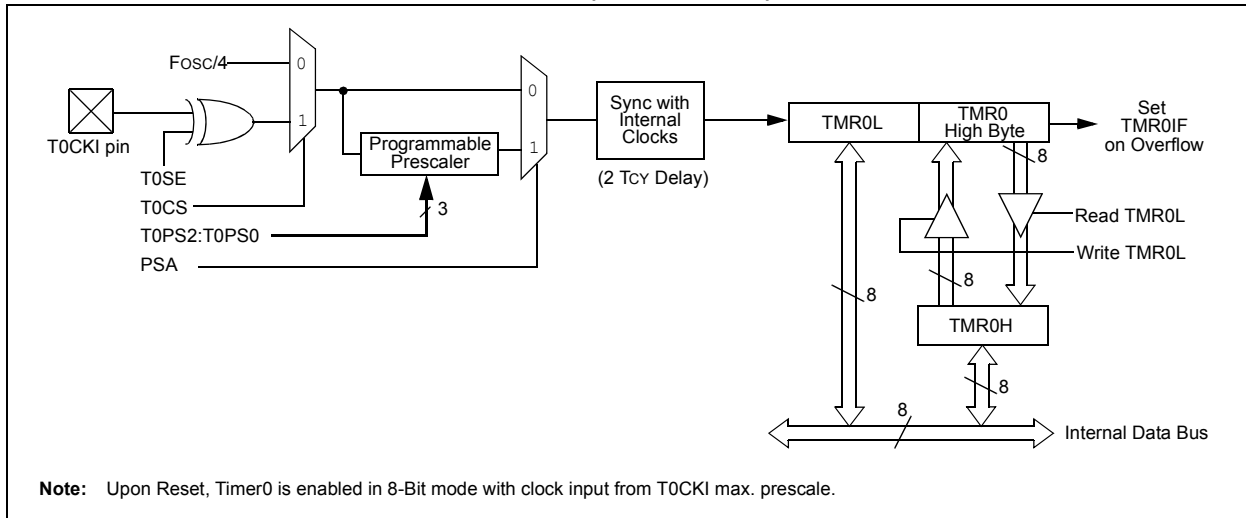 FOSC/4
0
1
T0CKI pin
T0SE
T0CS
T0PS2:T0PS0
PSA
Programmable
Prescaler
3
0
1
Sync with
Internal
Clocks
(2 TCY Delay)
TMR0L
TMR0
High Byte
Set
TMR0IF
on Overflow
8
Read TMR0L
Write TMR0L
8
8
TMR0H
8
8
Internal Data Bus
Note: Upon Reset, Timer0 is enabled in 8-Bit mode with clock input from T0CKI max. prescale.